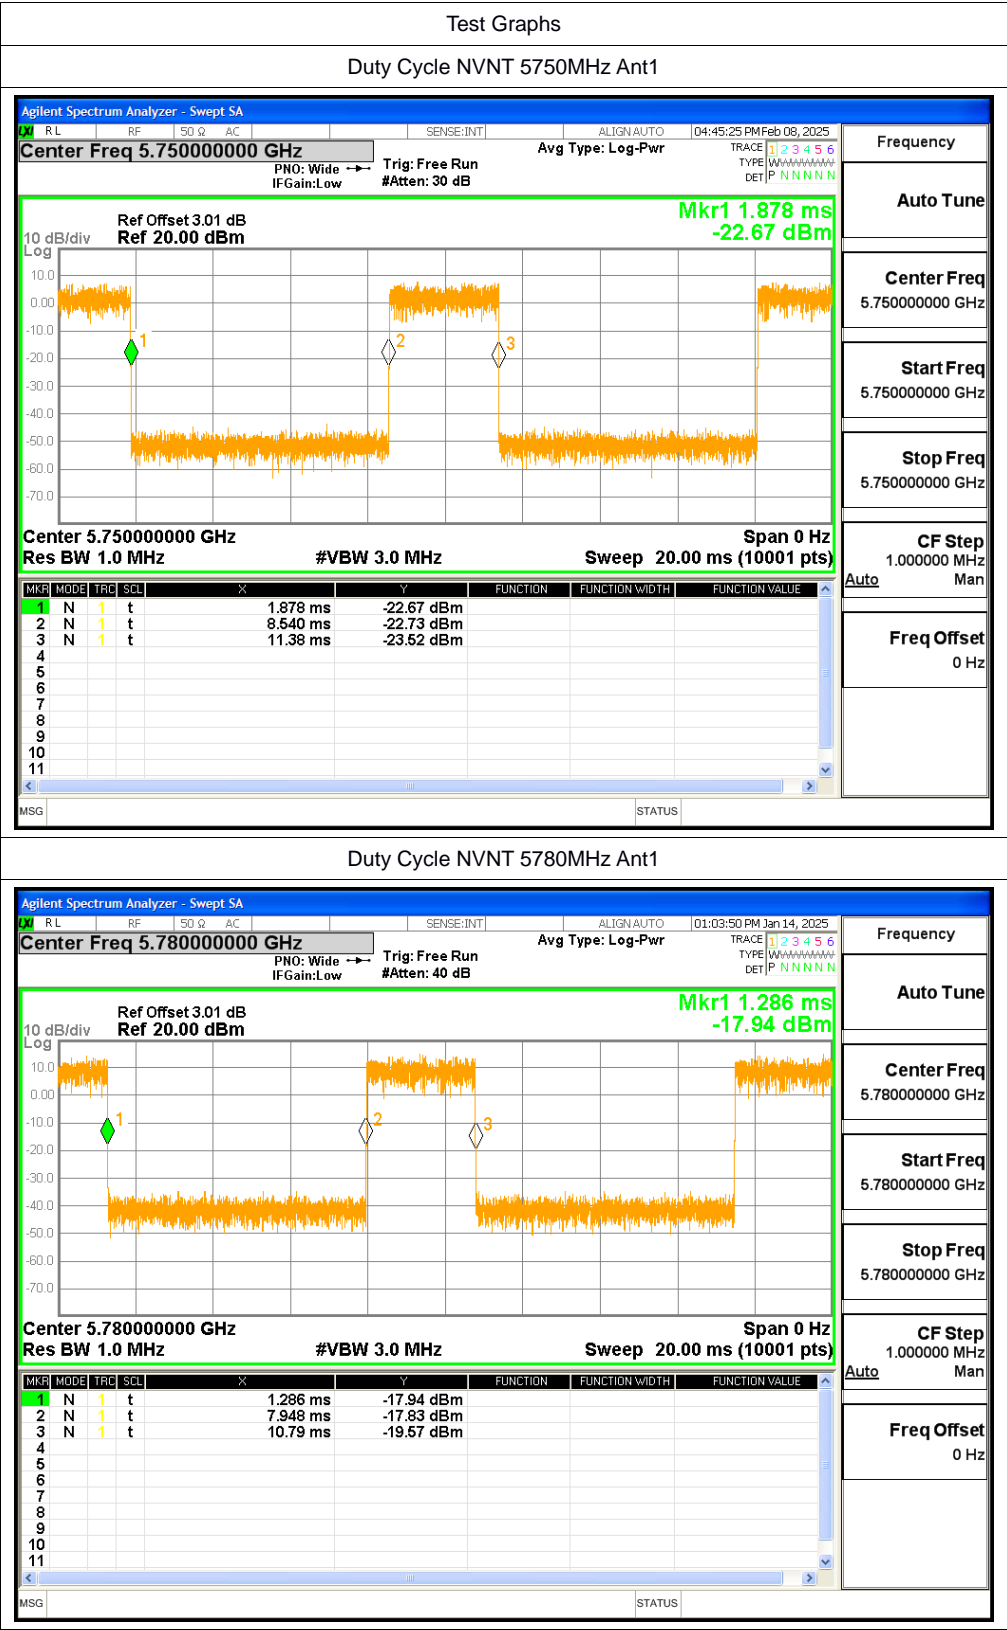 Test Graphs
Duty Cycle NVNT 5750MHz Ant1
Agilent Spectrum Analyzer - Swept SA
LXI RL RF 50 Ω AC SENSE:INT ALIGN AUTO 04:45:25 PM Feb 08, 2025
Center Freq 5.750000000 GHz
PNO: Wide
IFGain:Low
Trig: Free Run
#Atten: 30 dB
Avg Type: Log-Pwr
TRACE 1 2 3 4 5 6
TYPE WWWWWW
DET P N N N N N
Mkr1 1.878 ms
-22.67 dBm
Ref Offset 3.01 dB
10 dB/div Ref 20.00 dBm
Log
10.0
0.00
-10.0
-20.0
-30.0
-40.0
-50.0
-60.0
-70.0
1
2
3
Center 5.750000000 GHz Span 0 Hz
Res BW 1.0 MHz #VBW 3.0 MHz Sweep 20.00 ms (10001 pts)
MKR MODE TRC SCL X Y FUNCTION FUNCTION WIDTH FUNCTION VALUE
1 N 1 t 1.878 ms -22.67 dBm
2 N 1 t 8.540 ms -22.73 dBm
3 N 1 t 11.38 ms -23.52 dBm
4
5
6
7
8
9
10
11
MSG STATUS
Frequency
Auto Tune
Center Freq
5.750000000 GHz
Start Freq
5.750000000 GHz
Stop Freq
5.750000000 GHz
CF Step
1.000000 MHz
Auto Man
Freq Offset
0 Hz
Duty Cycle NVNT 5780MHz Ant1
Agilent Spectrum Analyzer - Swept SA
LXI RL RF 50 Ω AC SENSE:INT ALIGN AUTO 01:03:50 PM Jan 14, 2025
Center Freq 5.780000000 GHz
PNO: Wide
IFGain:Low
Trig: Free Run
#Atten: 40 dB
Avg Type: Log-Pwr
TRACE 1 2 3 4 5 6
TYPE WWWWWW
DET P N N N N N
Mkr1 1.286 ms
-17.94 dBm
Ref Offset 3.01 dB
10 dB/div Ref 20.00 dBm
Log
10.0
0.00
-10.0
-20.0
-30.0
-40.0
-50.0
-60.0
-70.0
1
2
3
Center 5.780000000 GHz Span 0 Hz
Res BW 1.0 MHz #VBW 3.0 MHz Sweep 20.00 ms (10001 pts)
MKR MODE TRC SCL X Y FUNCTION FUNCTION WIDTH FUNCTION VALUE
1 N 1 t 1.286 ms -17.94 dBm
2 N 1 t 7.948 ms -17.83 dBm
3 N 1 t 10.79 ms -19.57 dBm
4
5
6
7
8
9
10
11
MSG STATUS
Frequency
Auto Tune
Center Freq
5.780000000 GHz
Start Freq
5.780000000 GHz
Stop Freq
5.780000000 GHz
CF Step
1.000000 MHz
Auto Man
Freq Offset
0 Hz